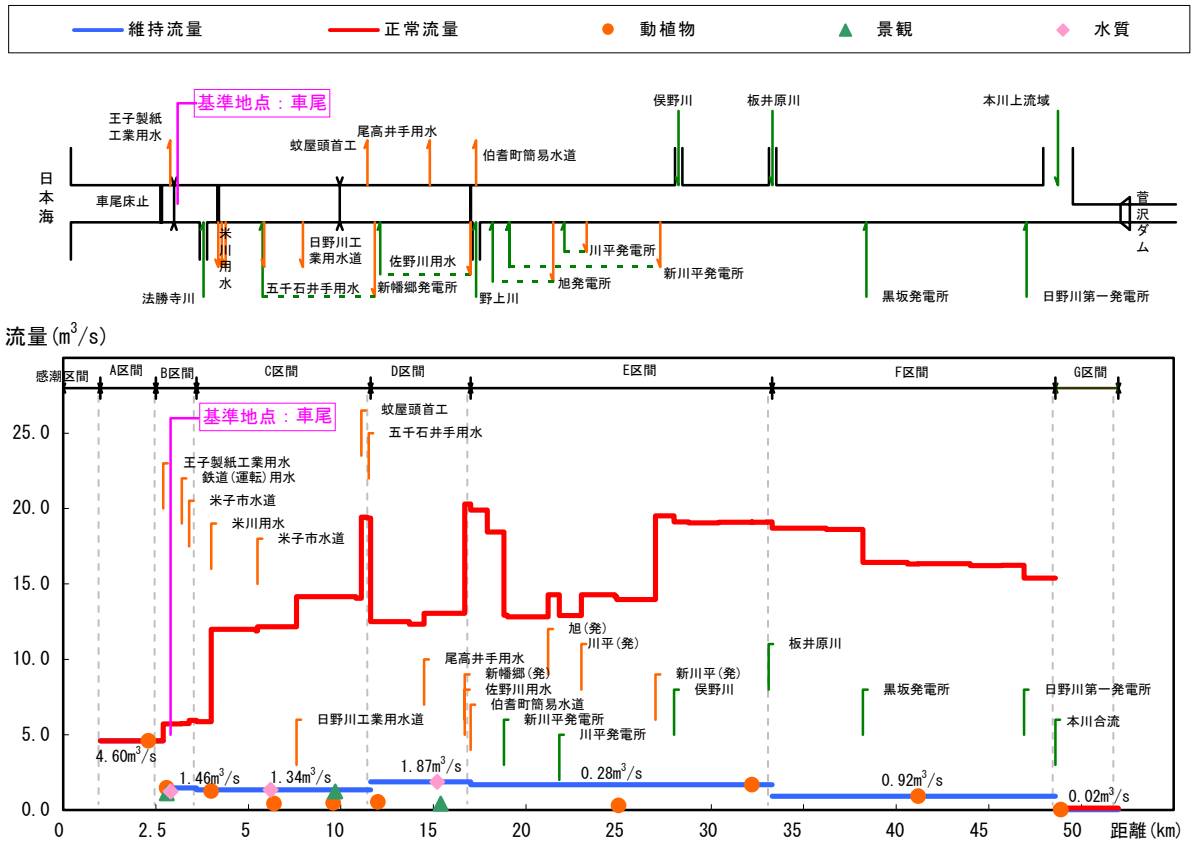 維持流量 正常流量 動植物 景観 水質
基準地点：車尾
俣野川
板井原川
本川上流域
王子製紙
工業用水
蚊屋頭首工
尾高井手用水
伯耆町簡易水道
日本海
車尾床止
菅沢ダム
米川用水
日野川工
業用水道
佐野川用水
川平発電所
新川平発電所
五千石井手用水
新幡郷発電所
旭発電所
法勝寺川
野上川
黒坂発電所
日野川第一発電所
流量(m³/s)
感潮区間 A区間 B区間 C区間 D区間 E区間 F区間 G区間
基準地点：車尾
蚊屋頭首工
五千石井手用水
25.0
王子製紙工業用水
鉄道(運転)用水
米子市水道
20.0
米川用水
米子市水道
15.0
旭(発)
川平(発)
板井原川
10.0
尾高井手用水
新幡郷(発)
新川平(発)
佐野川用水
俣野川
黒坂発電所
日野川第一発電所
伯耆町簡易水道
日野川工業用水道
新川平発電所
本川合流
川平発電所
5.0
4.60m³/s
1.46m³/s
1.34m³/s
1.87m³/s
0.28m³/s
0.92m³/s
0.02m³/s
0.0
0 2.5 5 10 15 20 25 30 35 40 45 50 距離(km)